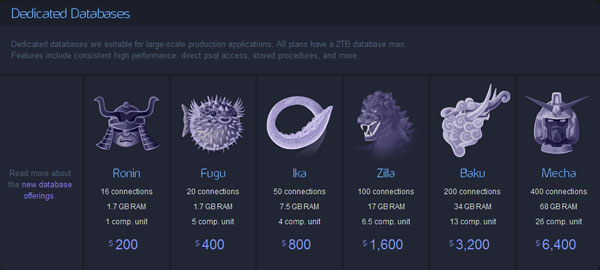 Dedicated Databases
Dedicated databases are suitable for large-scale production applications. All plans have a 2TB database max.
Features include consistent high performance, direct psql access, stored procedures, and more.
Read more about
the new database
offerings.
Ronin
16 connections
1.7 GB RAM
1 comp. unit
$200
Fugu
20 connections
1.7 GB RAM
5 comp. unit
$400
Ika
50 connections
7.5 GB RAM
4 comp. unit
$800
Zilla
100 connections
17 GB RAM
6.5 comp. unit
$1,600
Baku
200 connections
34 GB RAM
13 comp. unit
$3,200
Mecha
400 connections
68 GB RAM
26 comp. unit
$6,400